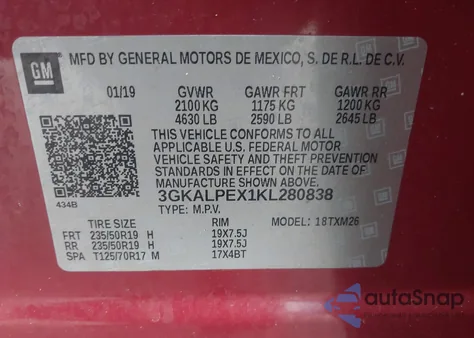 GM
MFD BY GENERAL MOTORS DE MEXICO, S. DE R.L. DE C.V.
01/19 GVWR GAWR FRT GAWR RR
2100 KG 1175 KG 1200 KG
4630 LB 2590 LB 2645 LB
THIS VEHICLE CONFORMS TO ALL
APPLICABLE U.S. FEDERAL MOTOR
VEHICLE SAFETY AND THEFT PREVENTION
STANDARDS IN EFFECT ON THE DATE OF
3GKALPEX1KL280838
434B
TYPE: M.P.V. MODEL: 18TXM26
TIRE SIZE RIM
FRT 235/50R19 H 19X7.5J
RR 235/50R19 H 19X7.5J
SPA T125/70R17 M 17X4BT
autoSnap